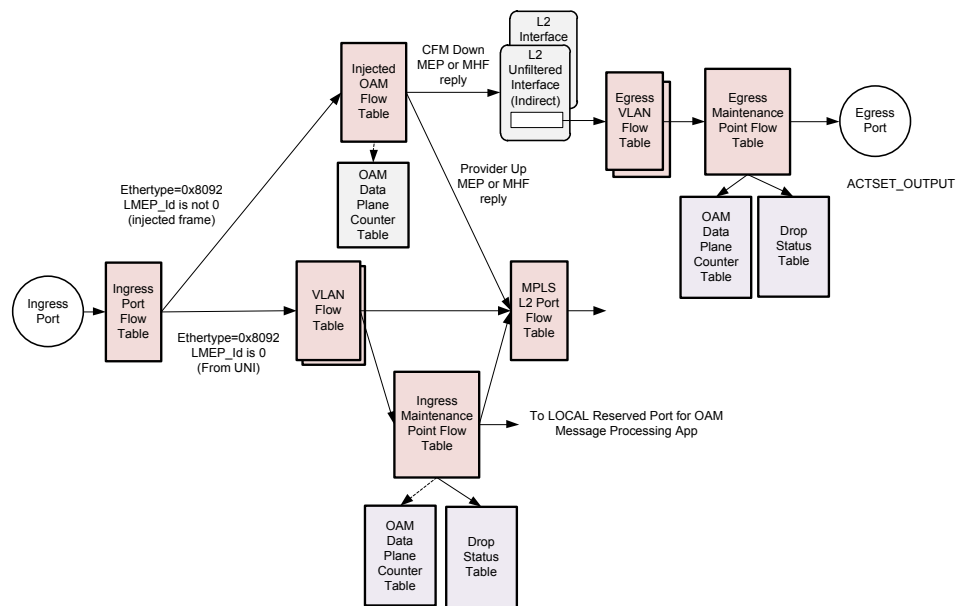 L2
Interface
L2
Unfiltered
Interface
(Indirect)
CFM Down
MEP or MHF
reply
Injected
OAM
Flow
Table
Egress
VLAN
Flow
Table
Egress
Maintenance
Point Flow
Table
Egress
Port
ACTSET_OUTPUT
OAM
Data
Plane
Counter
Table
Provider Up
MEP or MHF
reply
Ethertype=0x8092
LMEP_Id is not 0
(injected frame)
OAM
Data
Plane
Counter
Table
Drop
Status
Table
Ingress
Port
Ingress
Port
Flow
Table
VLAN
Flow
Table
MPLS
L2 Port
Flow
Table
Ethertype=0x8092
LMEP_Id is 0
(From UNI)
Ingress
Maintenance
Point Flow
Table
To LOCAL Reserved Port for OAM
Message Processing App
OAM
Data
Plane
Counter
Table
Drop
Status
Table